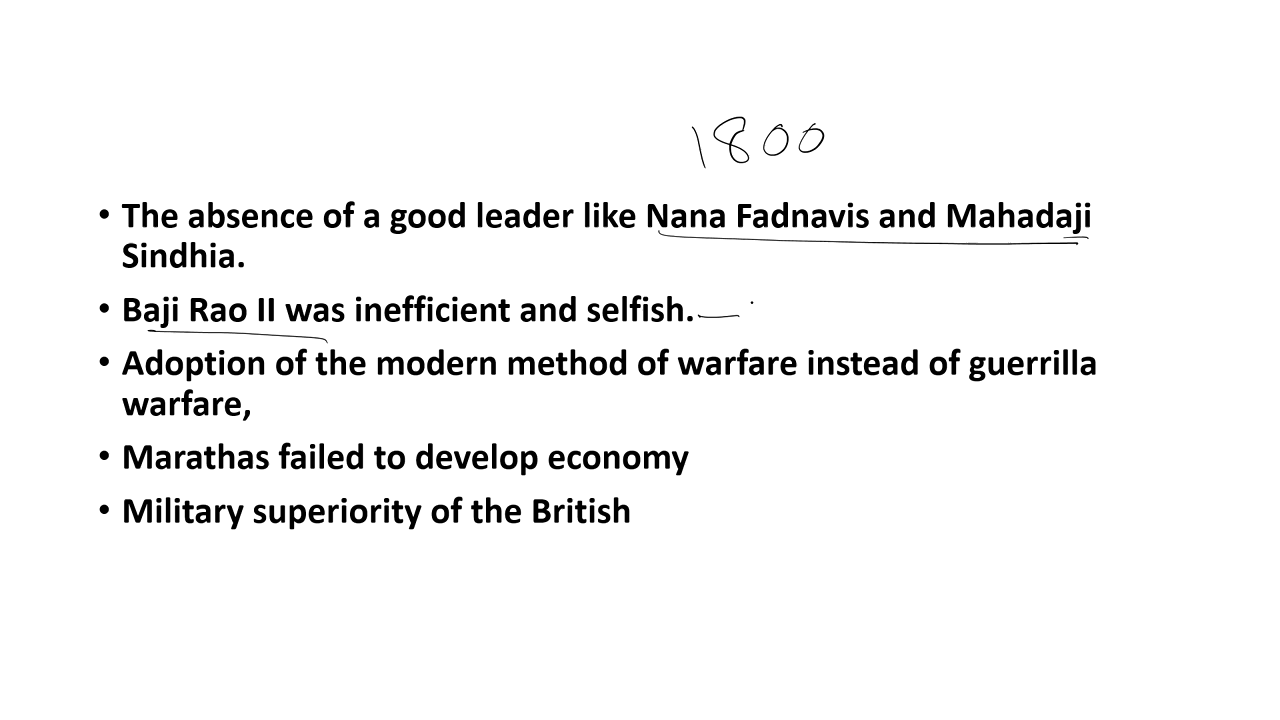 1800
• The absence of a good leader like Nana Fadnavis and Mahadaji
Sindhia.
• Baji Rao II was inefficient and selfish.
• Adoption of the modern method of warfare instead of guerrilla
warfare,
• Marathas failed to develop economy
• Military superiority of the British